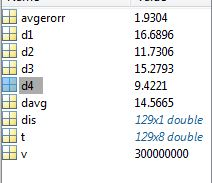 avgerorr 1.9304
d1 16.6896
d2 11.7306
d3 15.2793
d4 9.4221
davg 14.5665
dis 129x1 double
t 129x8 double
v 300000000